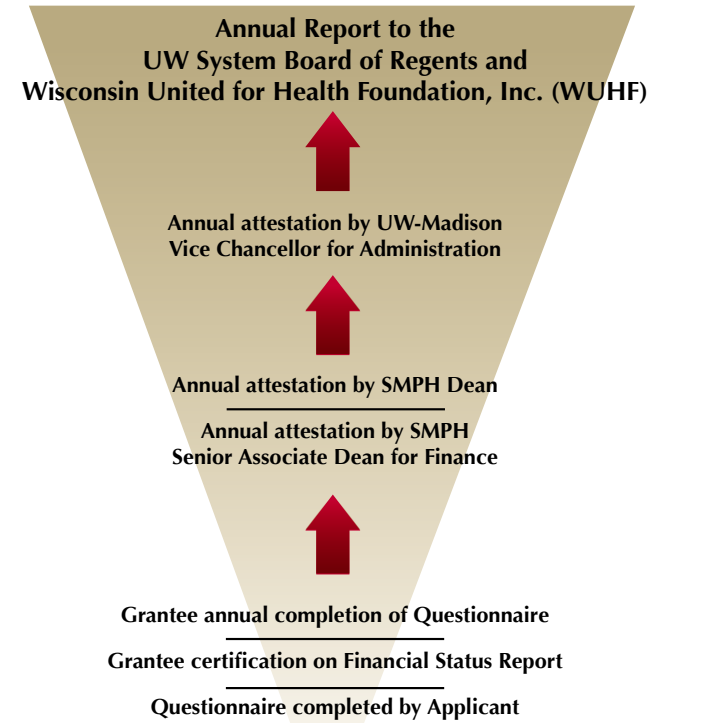 Annual Report to the
UW System Board of Regents and
Wisconsin United for Health Foundation, Inc. (WUHF)
Annual attestation by UW-Madison
Vice Chancellor for Administration
Annual attestation by SMPH Dean
Annual attestation by SMPH
Senior Associate Dean for Finance
Grantee annual completion of Questionnaire
Grantee certification on Financial Status Report
Questionnaire completed by Applicant